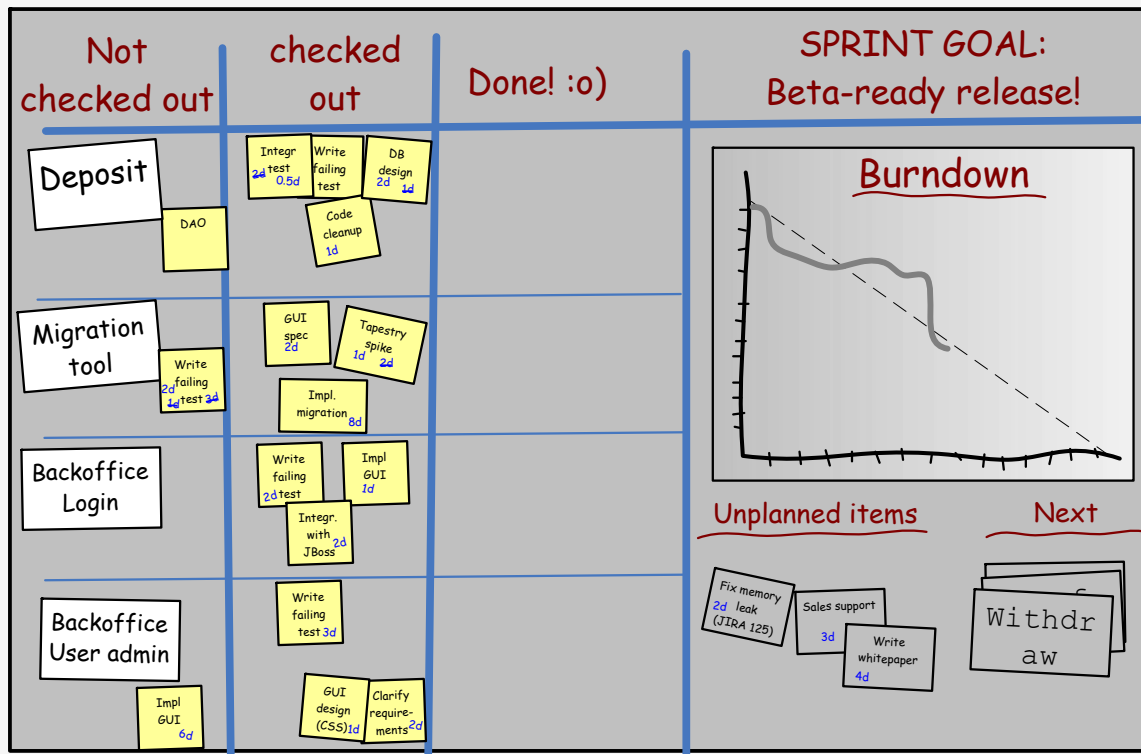 Not
checked out
checked
out
Done! :o)
SPRINT GOAL:
Beta-ready release!
Deposit
DAO
Integr
test
2d
0.5d
Write
failing
test
DB
design
2d
1d
Code
cleanup
1d
Migration
tool
Write
failing
2d
1d test 3d
GUI
spec
2d
Tapestry
spike
1d 2d
Impl.
migration
8d
Backoffice
Login
Write
failing
2d test
Impl
GUI
1d
Integr.
with 2d
JBoss
Backoffice
User admin
Impl
GUI
6d
Write
failing
test 3d
GUI
design
(CSS) 1d
Clarify
require-
ments 2d
Burndown
Unplanned items
Next
Fix memory
2d leak
(JIRA 125)
Sales support
3d
Write
whitepaper
4d
Withdr
aw